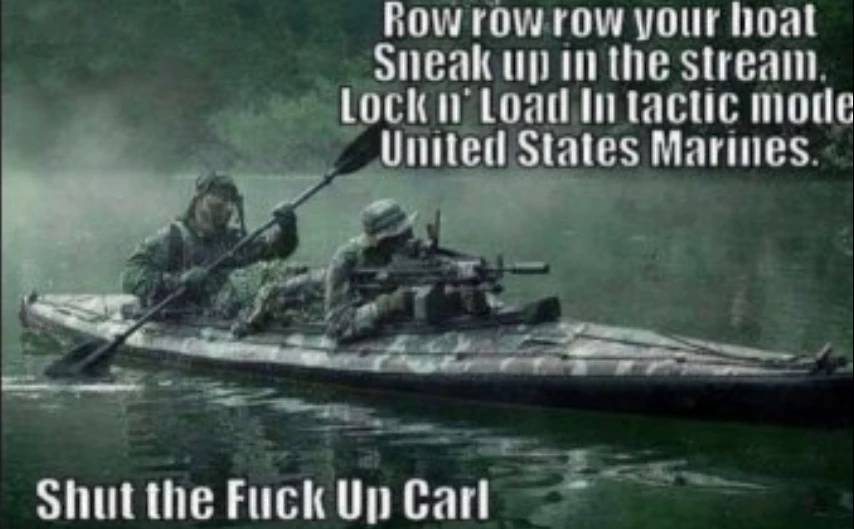 Row row row your boat
Sneak up in the stream.
Lock n' Load In tactic mode
United States Marines.
Shut the Fuck Up Carl